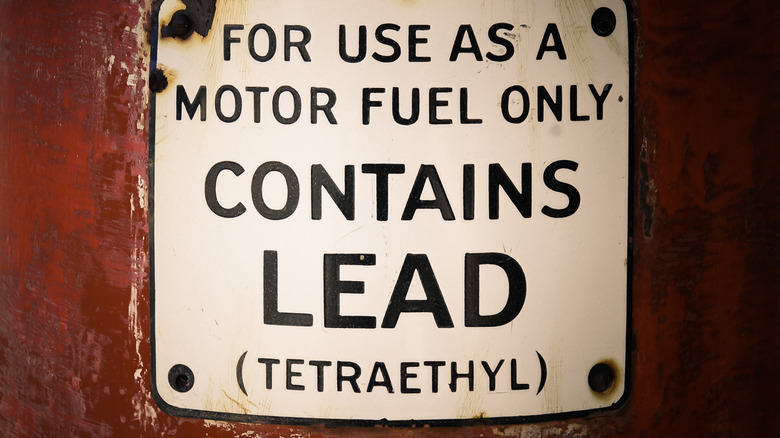 FOR USE AS A
MOTOR FUEL ONLY
CONTAINS
LEAD
(TETRAETHYL)